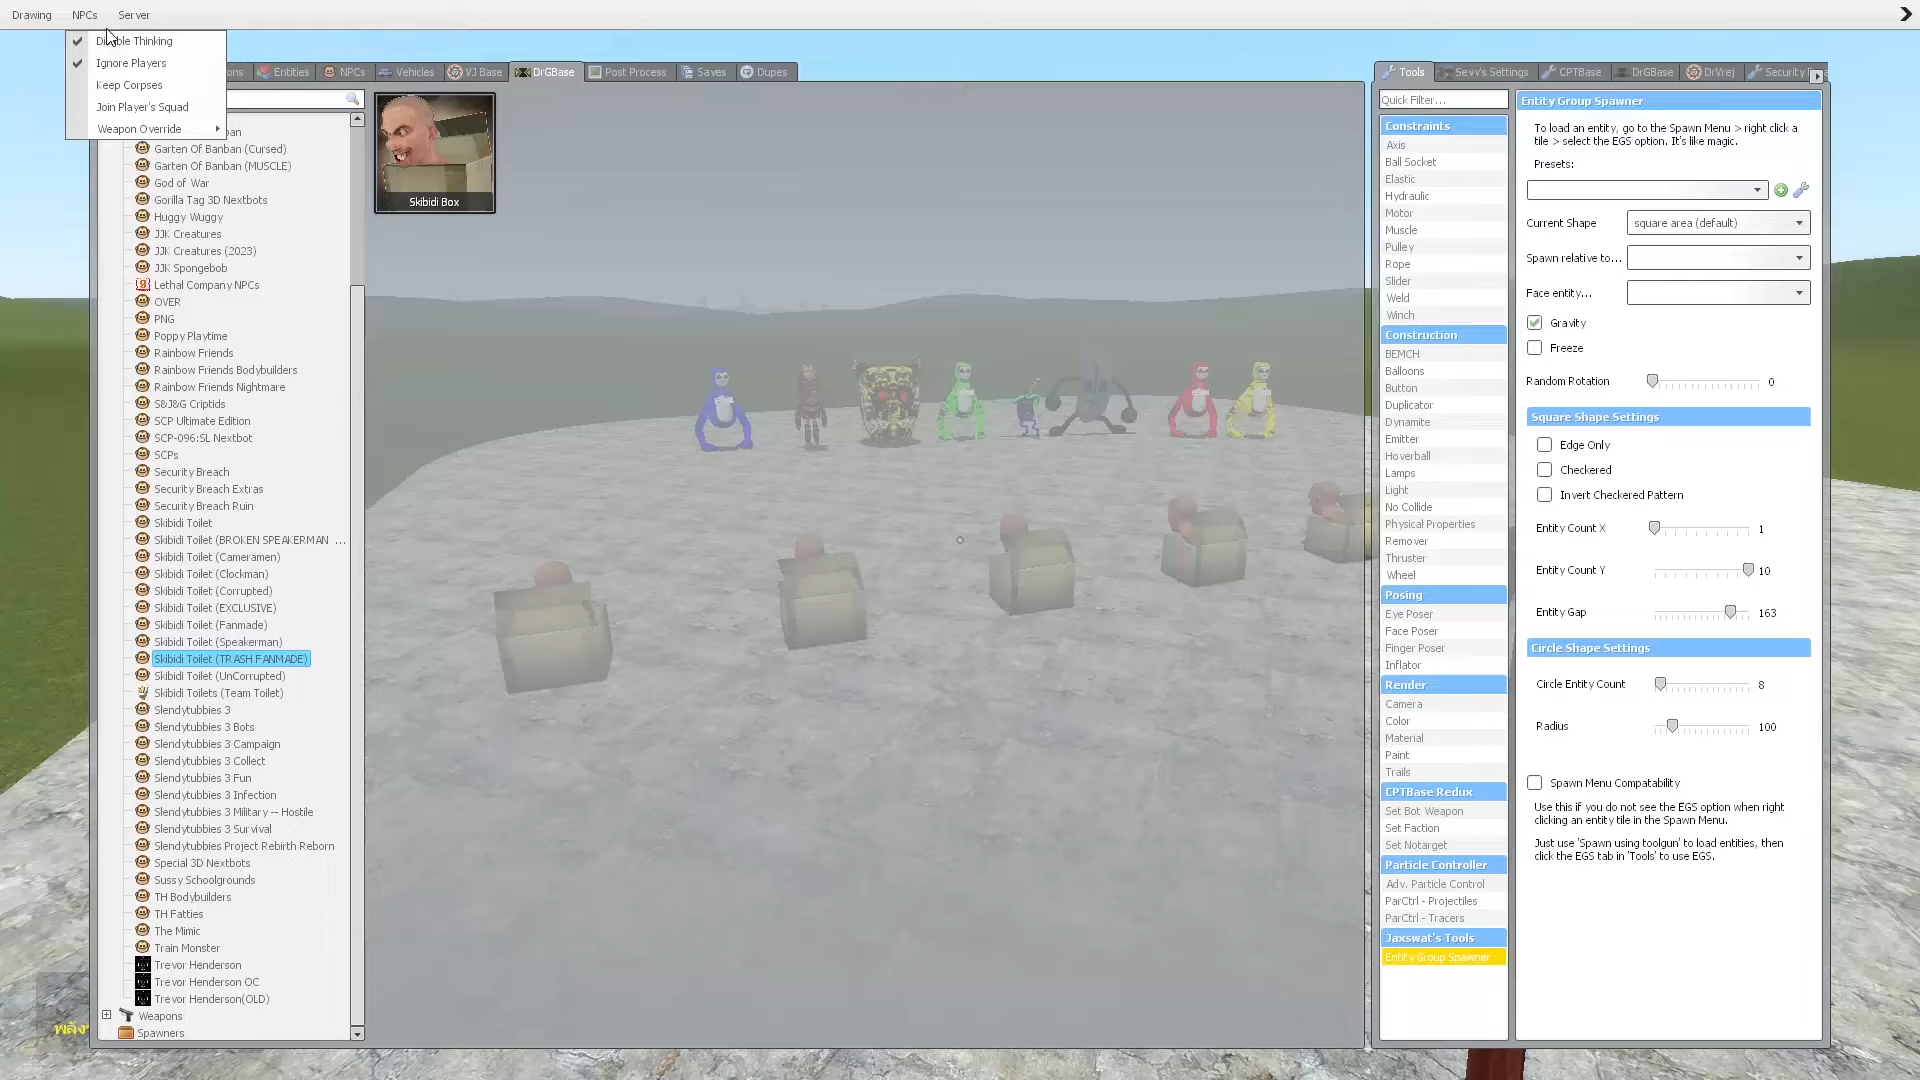 Drawing
NPCs
Server
Disable Thinking
Ignore Players
Keep Corpses
Join Player's Squad
Weapon Override
Entities
NPCs
Vehicles
VJ Base
DrGBase
Post Process
Saves
Dupes
Garten Of Banban (Cursed)
Garten Of Banban (MUSCLE)
God of War
Gorilla Tag 3D Nextbots
Huggy Wuggy
JJK Creatures
JJK Creatures (2023)
JJK Spongebob
Lethal Company NPCs
OVER
PNG
Poppy Playtime
Rainbow Friends
Rainbow Friends Bodybuilders
Rainbow Friends Nightmare
S&J&G Criptids
SCP Ultimate Edition
SCP-096:SL Nextbot
SCPs
Security Breach
Security Breach Extras
Security Breach Ruin
Skibidi Toilet
Skibidi Toilet (BROKEN SPEAKERMAN ...
Skibidi Toilet (Cameramen)
Skibidi Toilet (Clockman)
Skibidi Toilet (Corrupted)
Skibidi Toilet (EXCLUSIVE)
Skibidi Toilet (Fanmade)
Skibidi Toilet (Speakerman)
Skibidi Toilet (TRASH FANMADE)
Skibidi Toilet (UnCorrupted)
Skibidi Toilets (Team Toilet)
Slendytubbies 3
Slendytubbies 3 Bots
Slendytubbies 3 Campaign
Slendytubbies 3 Collect
Slendytubbies 3 Fun
Slendytubbies 3 Infection
Slendytubbies 3 Military -- Hostile
Slendytubbies 3 Survival
Slendytubbies Project Rebirth Reborn
Special 3D Nextbots
Sussy Schoolgrounds
TH Bodybuilders
TH Fatties
The Mimic
Train Monster
Trevor Henderson
Trevor Henderson OC
Trevor Henderson(OLD)
Weapons
Spawners
Skibidi Box
Tools
Sevv's Settings
CPTBase
DrGBase
DrVrej
Security
Quick Filter...
Constraints
Axis
Ball Socket
Elastic
Hydraulic
Motor
Muscle
Pulley
Rope
Slider
Weld
Winch
Construction
BEMCH
Balloons
Button
Duplicator
Dynamite
Emitter
Hoverball
Lamps
Light
No Collide
Physical Properties
Remover
Thruster
Wheel
Posing
Eye Poser
Face Poser
Finger Poser
Inflator
Render
Camera
Color
Material
Paint
Trails
CPTBase Redux
Set Bot Weapon
Set Faction
Set Notarget
Particle Controller
Adv. Particle Control
ParCtrl - Projectiles
ParCtrl - Tracers
Jaxswat's Tools
Entity Group Spawner
Entity Group Spawner
To load an entity, go to the Spawn Menu > right click a
tile > select the EGS option. It's like magic.
Presets:
Current Shape square area (default)
Spawn relative to...
Face entity...
Gravity
Freeze
Random Rotation 0
Square Shape Settings
Edge Only
Checkered
Invert Checkered Pattern
Entity Count X 1
Entity Count Y 10
Entity Gap 163
Circle Shape Settings
Circle Entity Count 8
Radius 100
Spawn Menu Compatability
Use this if you do not see the EGS option when right
clicking an entity tile in the Spawn Menu.
Just use 'Spawn using toolgun' to load entities, then
click the EGS tab in 'Tools' to use EGS.